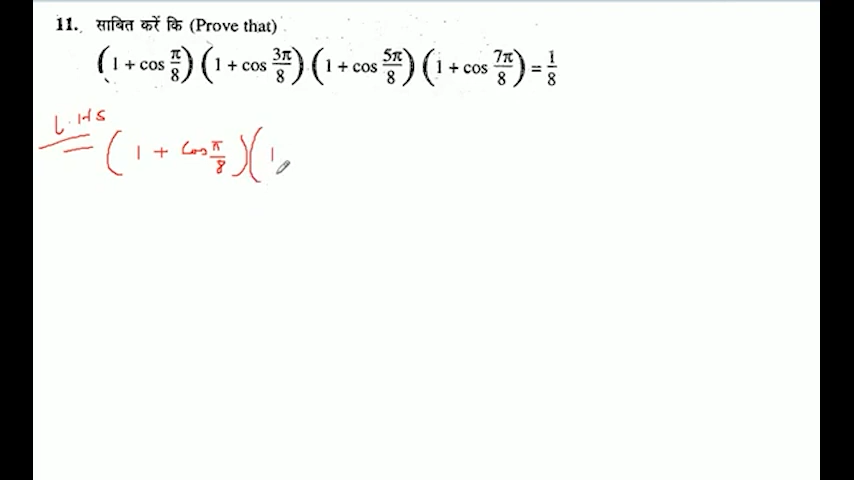 11. साबित करें कि (Prove that)
(1 + cos π/8) (1 + cos 3π/8) (1 + cos 5π/8) (1 + cos 7π/8) = 1/8
L.HS
(1 + cos π/8)(1